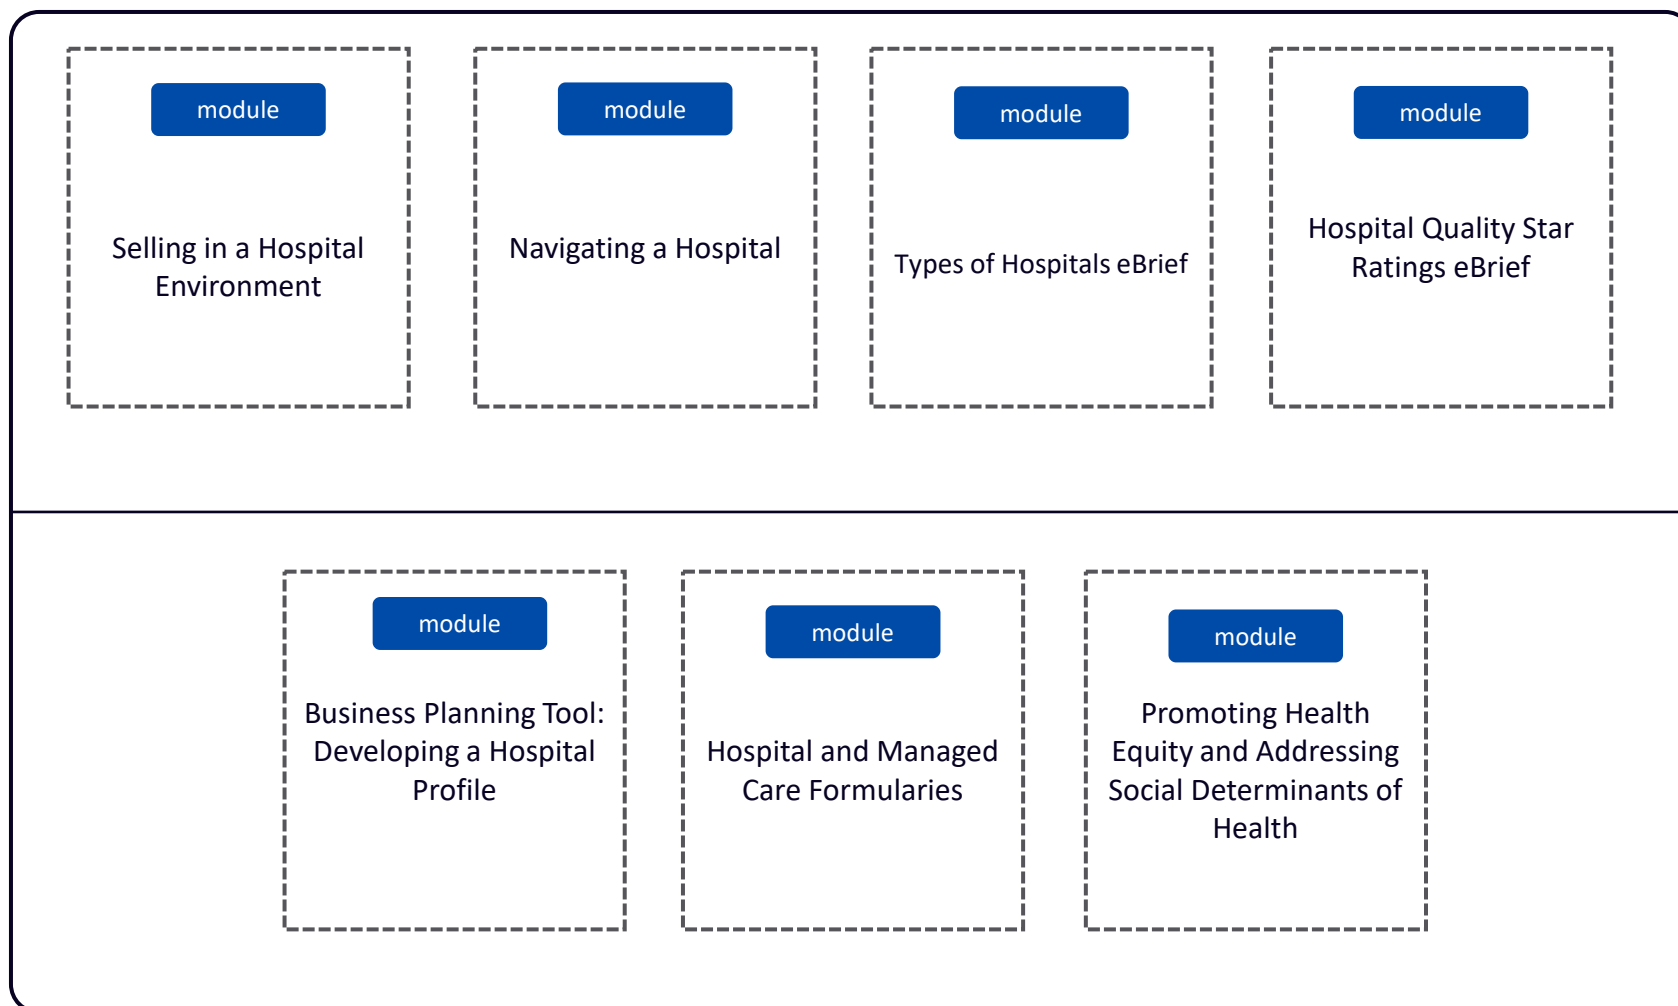 module
Selling in a Hospital
Environment
module
Navigating a Hospital
module
Types of Hospitals eBrief
module
Hospital Quality Star
Ratings eBrief
module
Business Planning Tool:
Developing a Hospital
Profile
module
Hospital and Managed
Care Formularies
module
Promoting Health
Equity and Addressing
Social Determinants of
Health